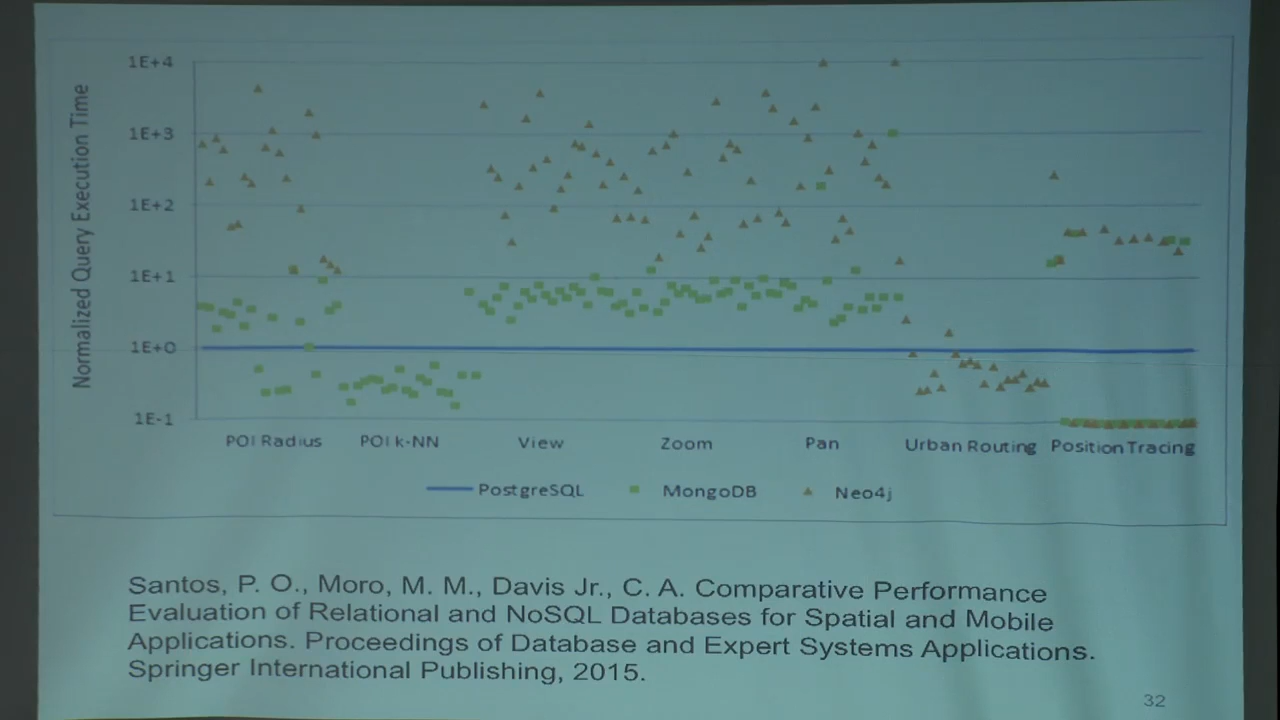 Normalized Query Execution Time
1E+4
1E+3
1E+2
1E+1
1E+0
1E-1
POI Radius POI k-NN View Zoom Pan Urban Routing Position Tracing
PostgreSQL MongoDB Neo4j
Santos, P. O., Moro, M. M., Davis Jr., C. A. Comparative Performance
Evaluation of Relational and NoSQL Databases for Spatial and Mobile
Applications. Proceedings of Database and Expert Systems Applications.
Springer International Publishing, 2015.
32